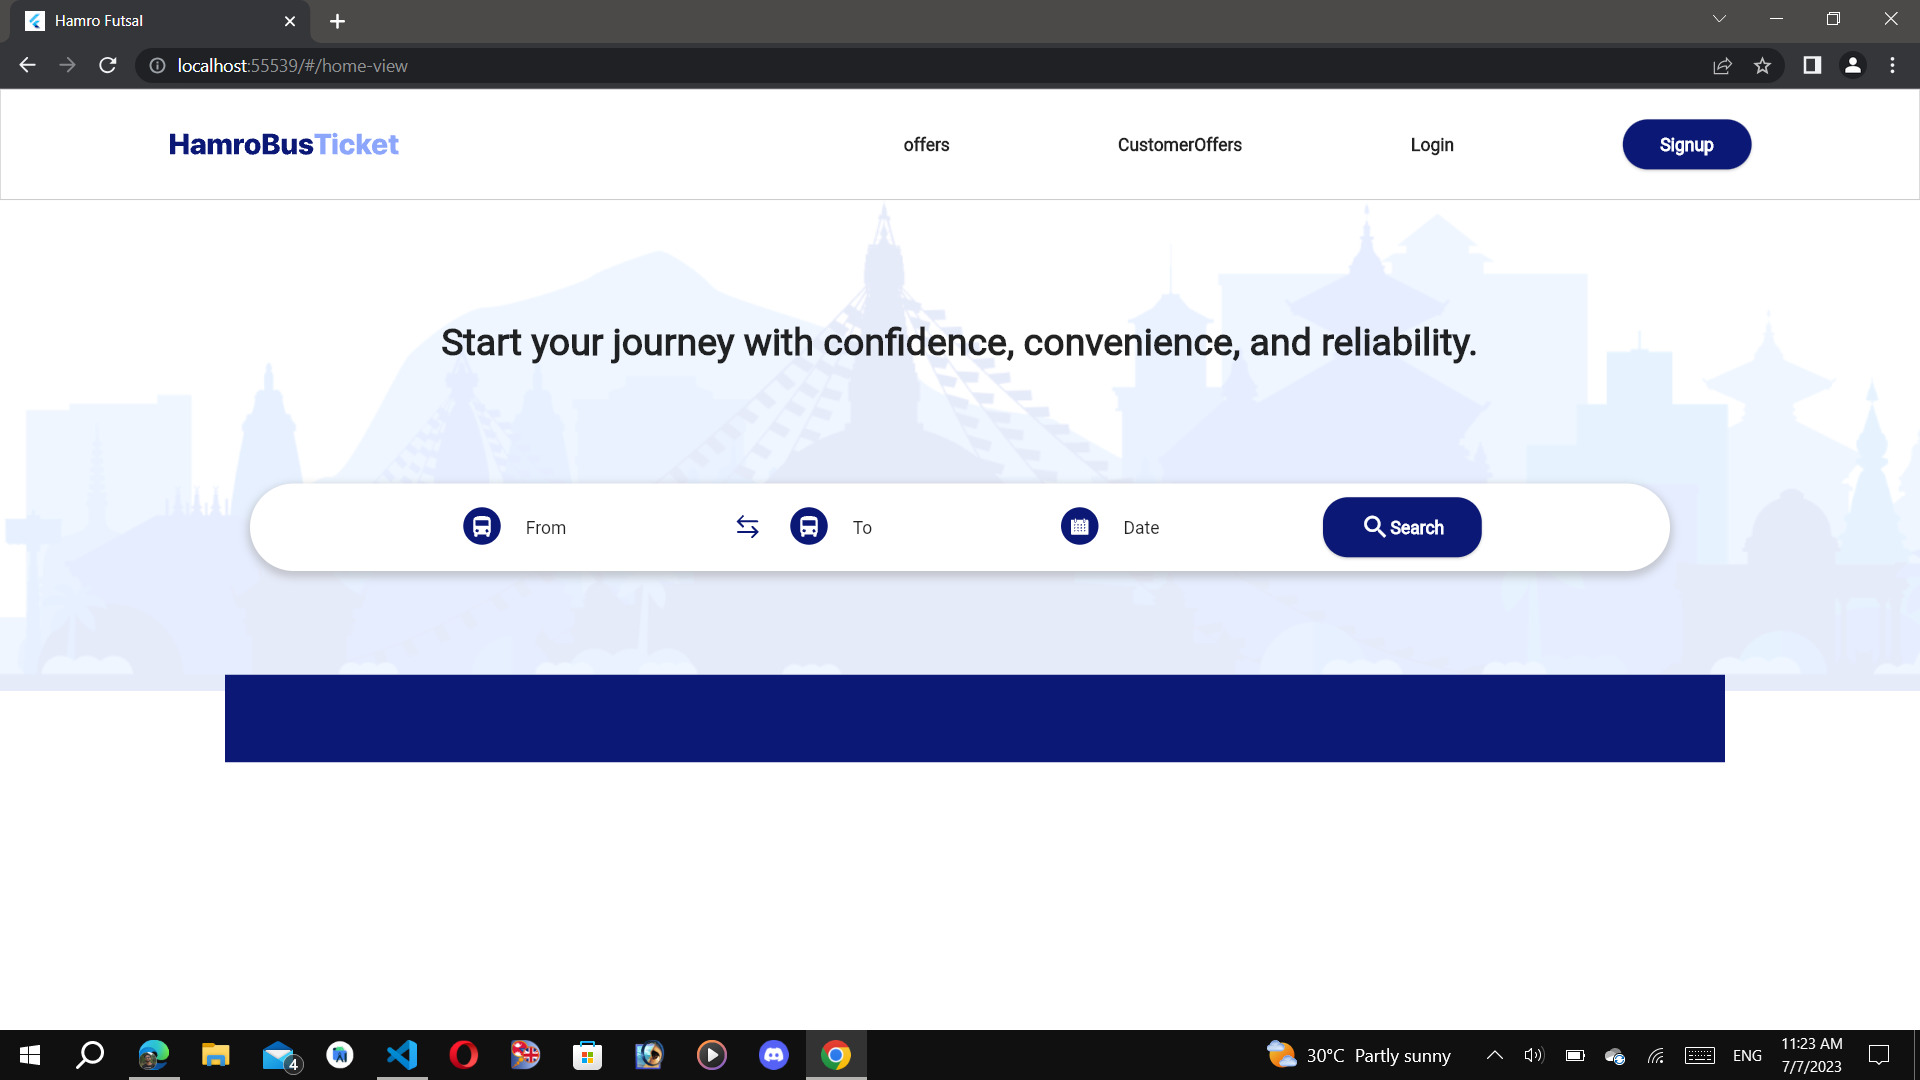 Hamro Futsal
localhost:55539/#/home-view
HamroBusTicket
offers
CustomerOffers
Login
Signup
Start your journey with confidence, convenience, and reliability.
From
To
Date
Search
4
30°C Partly sunny
ENG
11:23 AM
7/7/2023